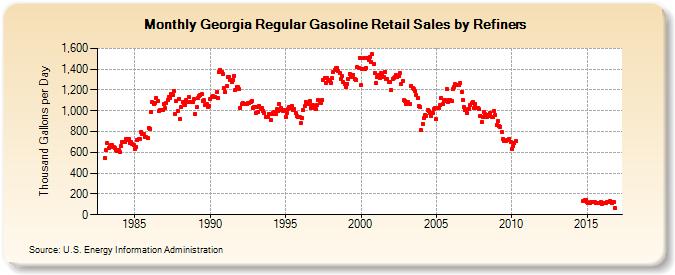 Monthly Georgia Regular Gasoline Retail Sales by Refiners
Thousand Gallons per Day
1,600
1,400
1,200
1,000
800
600
400
200
0
1985 1990 1995 2000 2005 2010 2015
Source: U.S. Energy Information Administration